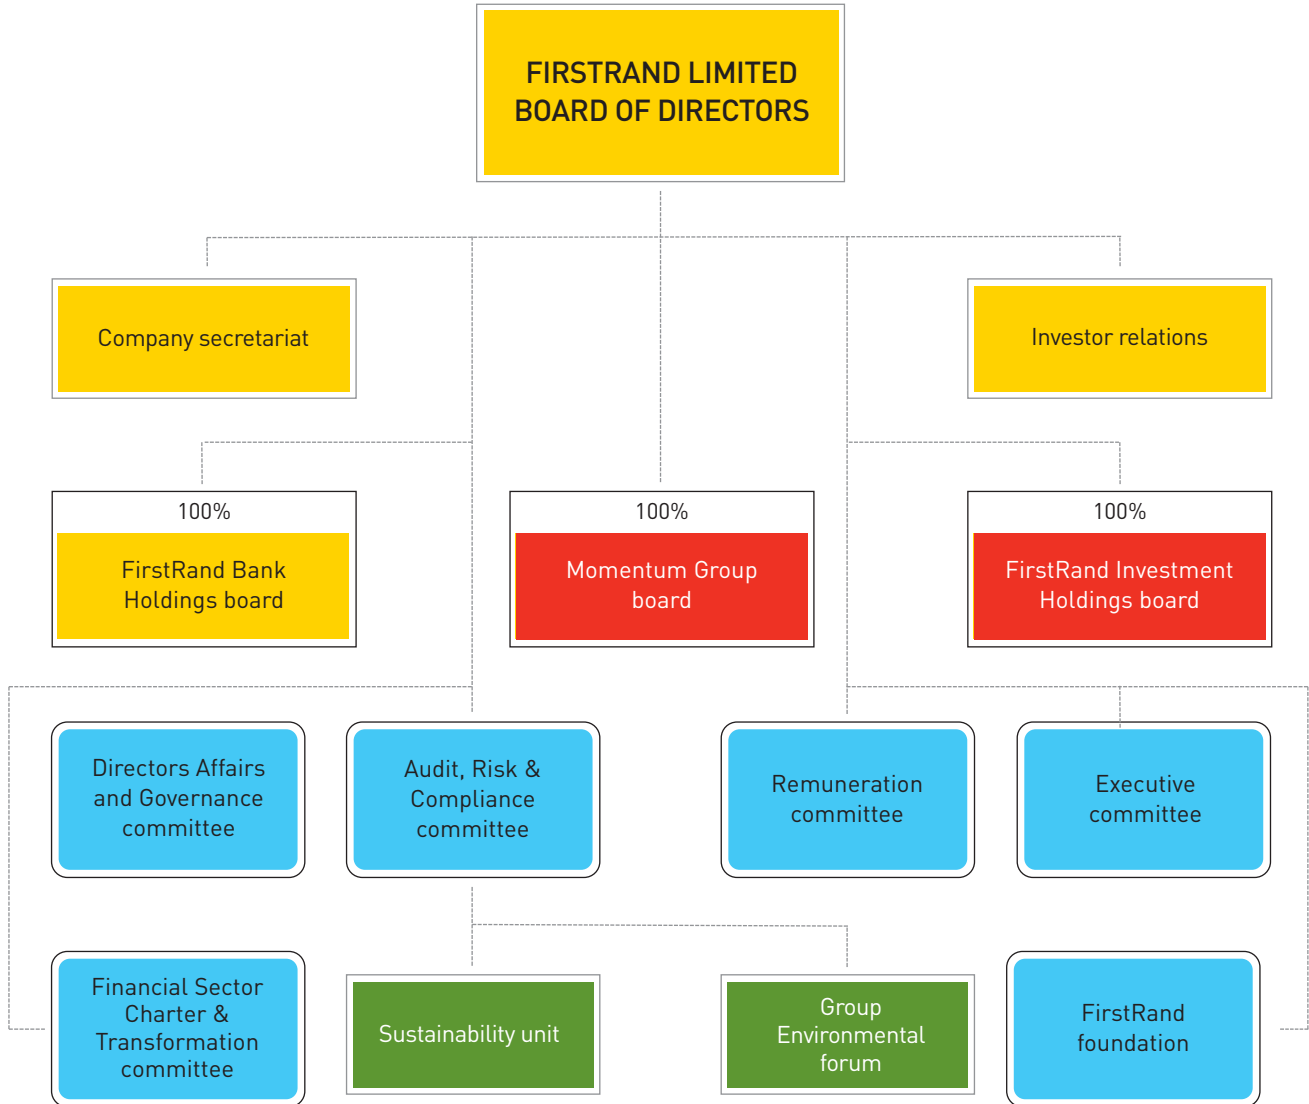 FIRSTRAND LIMITED
BOARD OF DIRECTORS
Company secretariat
Investor relations
100%
FirstRand Bank
Holdings board
100%
Momentum Group
board
100%
FirstRand Investment
Holdings board
Directors Affairs
and Governance
committee
Audit, Risk &
Compliance
committee
Remuneration
committee
Executive
committee
Financial Sector
Charter &
Transformation
committee
Sustainability unit
Group
Environmental
forum
FirstRand
foundation